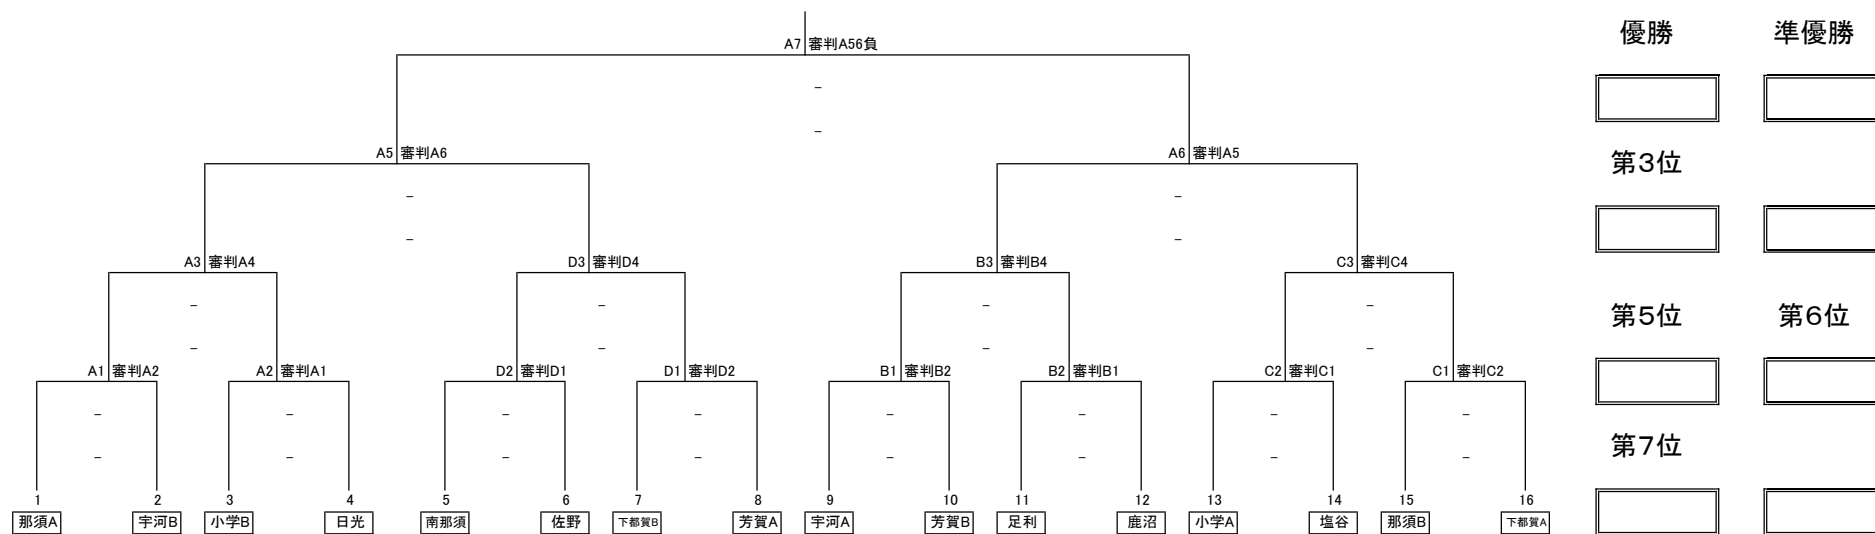 優勝 準優勝
A7 審判A56負
－
－
A5 審判A6 A6 審判A5
第3位
－ －
－ －
A3 審判A4 D3 審判D4 B3 審判B4 C3 審判C4
－ － － －
第5位 第6位
－ － － －
A1 審判A2 A2 審判A1 D2 審判D1 D1 審判D2 B1 審判B2 B2 審判B1 C2 審判C1 C1 審判C2
－ － － － － － － －
第7位
－ － － － － － － －
1 2 3 4 5 6 7 8 9 10 11 12 13 14 15 16
那須A 宇河B 小学B 日光 南那須 佐野 下都賀B 芳賀A 宇河A 芳賀B 足利 鹿沼 小学A 塩谷 那須B 下都賀A